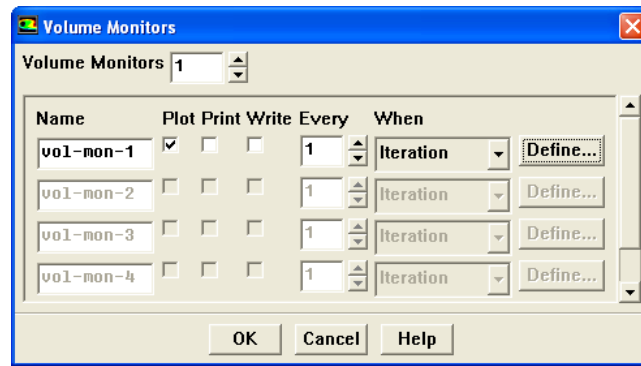 Volume Monitors
Volume Monitors 1
Name Plot Print Write Every When
vol-mon-1 1 Iteration Define...
vol-mon-2 1 Iteration Define...
vol-mon-3 1 Iteration Define...
vol-mon-4 1 Iteration Define...
OK Cancel Help